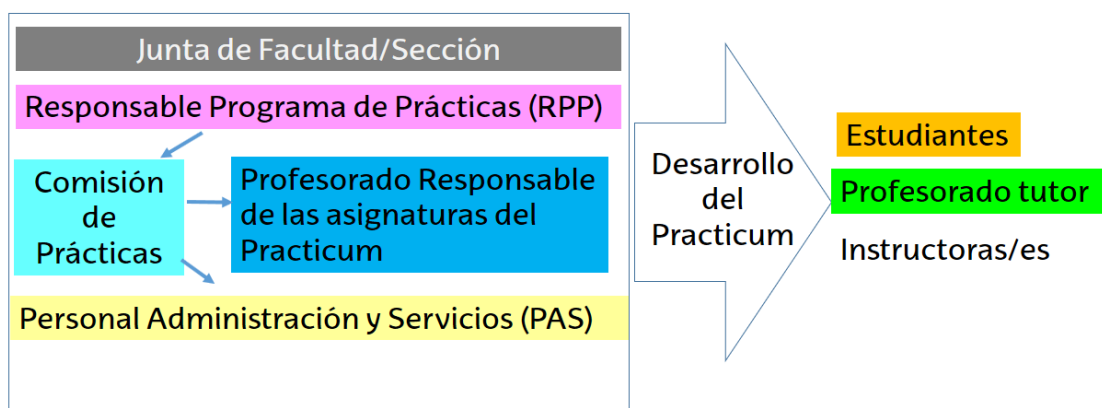 Junta de Facultad/Sección
Responsable Programa de Prácticas (RPP)
Comisión
de
Prácticas
Profesorado Responsable
de las asignaturas del
Practicum
Personal Administración y Servicios (PAS)
Desarrollo
del
Practicum
Estudiantes
Profesorado tutor
Instructoras/es